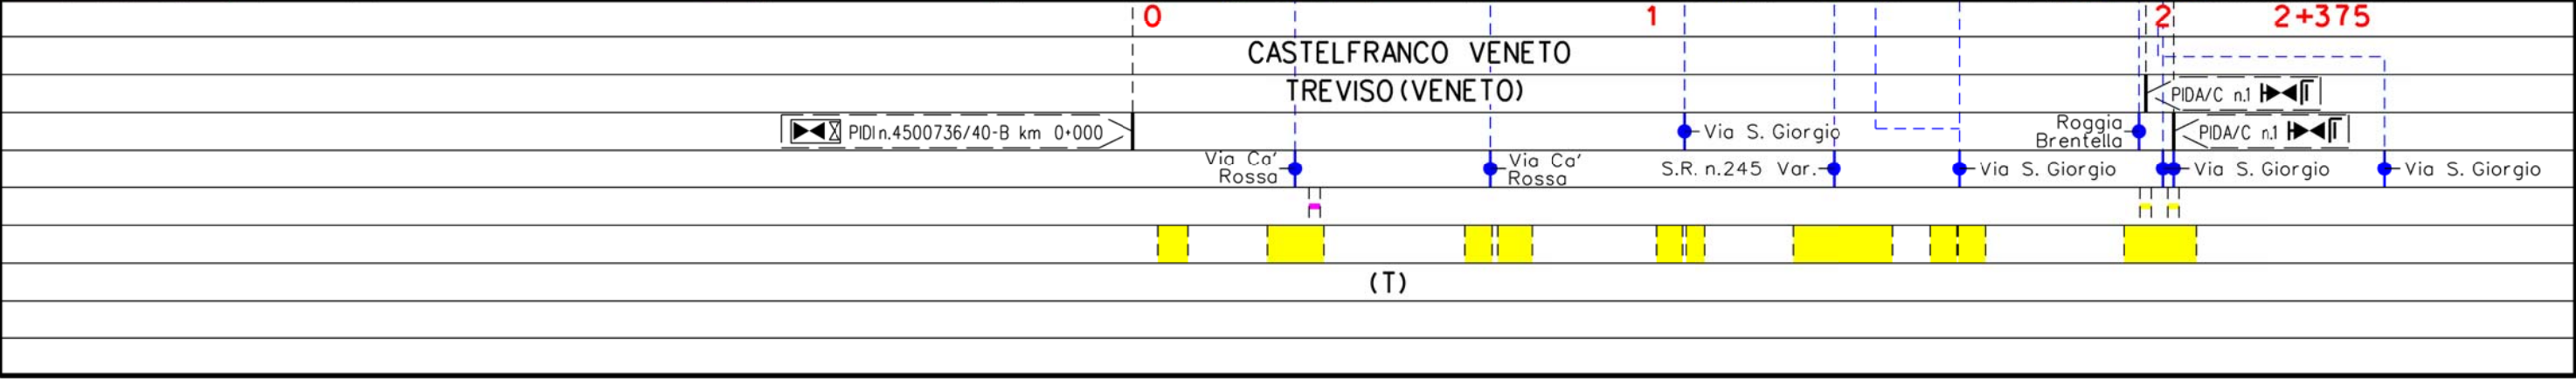 0 1 2 2+375
CASTELFRANCO VENETO
TREVISO (VENETO)
PIDA/C n.1
PIDI n.4500736/40-B km 0+000
Via S. Giorgio
Roggia
Brentella
PIDA/C n.1
Via Ca'
Rossa
Via Ca'
Rossa
S.R. n.245 Var.
Via S. Giorgio
Via S. Giorgio
Via S. Giorgio
(T)